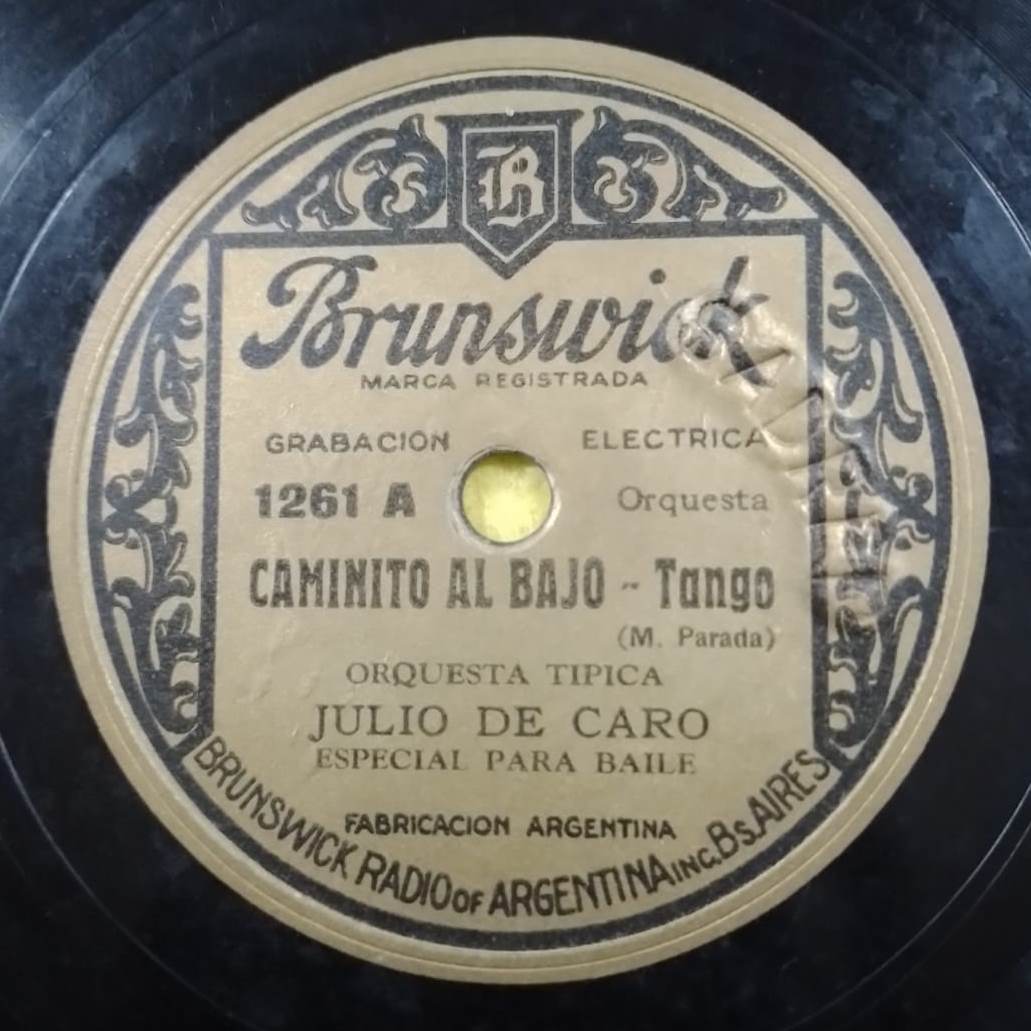 B
Brunswick
MARCA REGISTRADA
GRABACION ELECTRICA
1261 A Orquesta
CAMINITO AL BAJO - Tango
(M. Parada)
ORQUESTA TIPICA
JULIO DE CARO
ESPECIAL PARA BAILE
FABRICACION ARGENTINA
BRUNSWICK RADIO OF ARGENTINA INC. Bs. AIRES